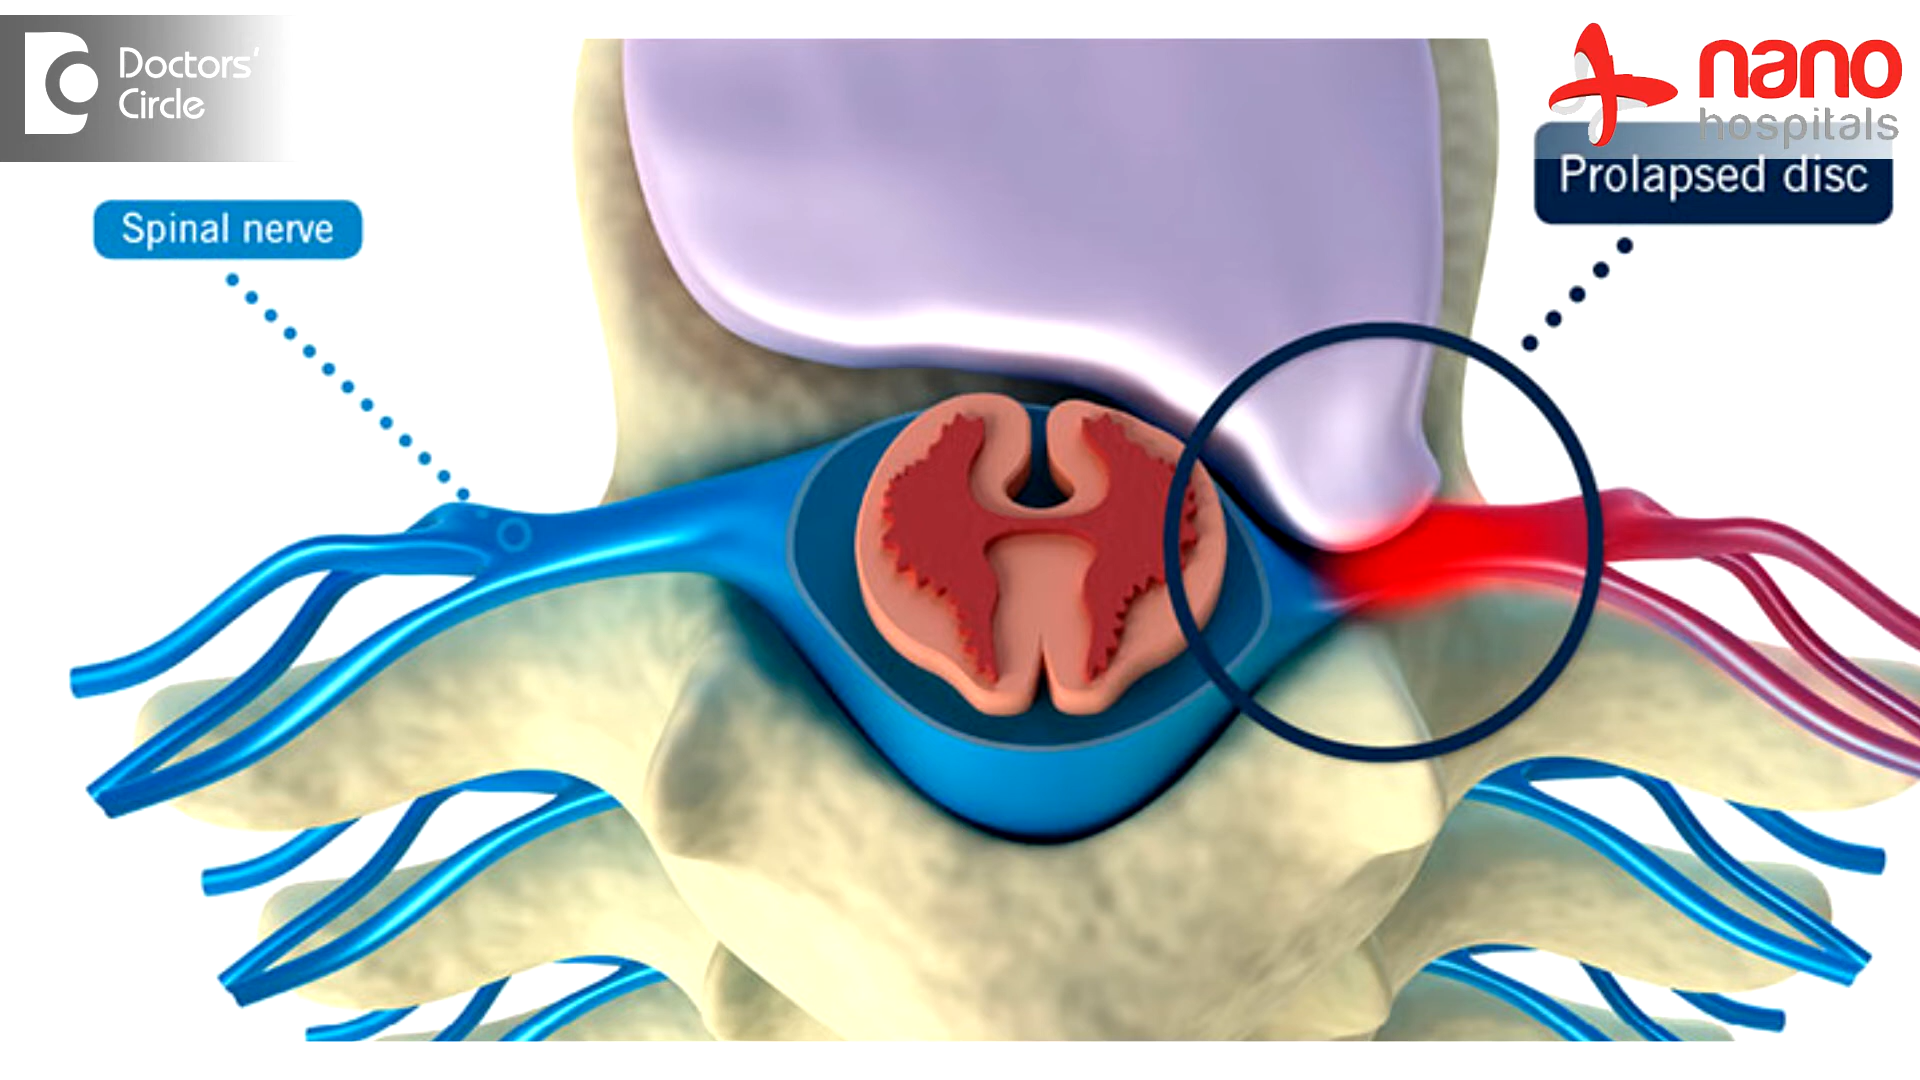 Doctors'
Circle
nano
hospitals
Prolapsed disc
Spinal nerve